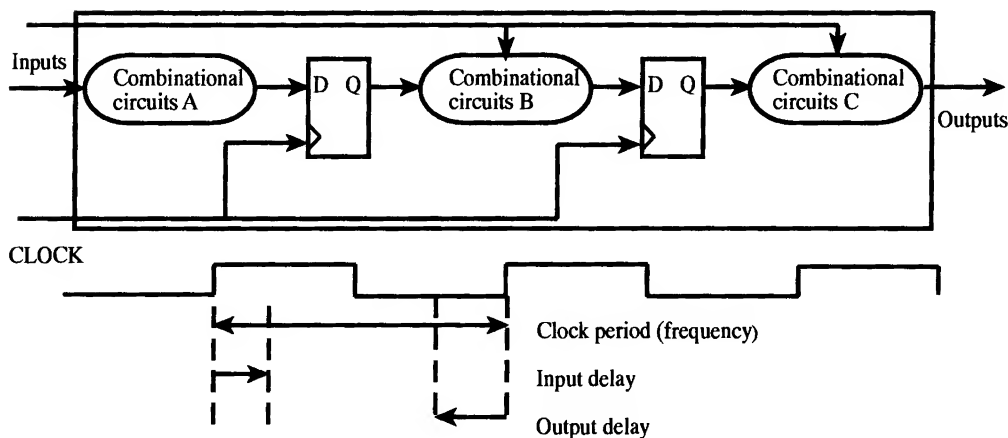 Inputs
Combinational
circuits A
D Q
Combinational
circuits B
D Q
Combinational
circuits C
Outputs
CLOCK
Clock period (frequency)
Input delay
Output delay